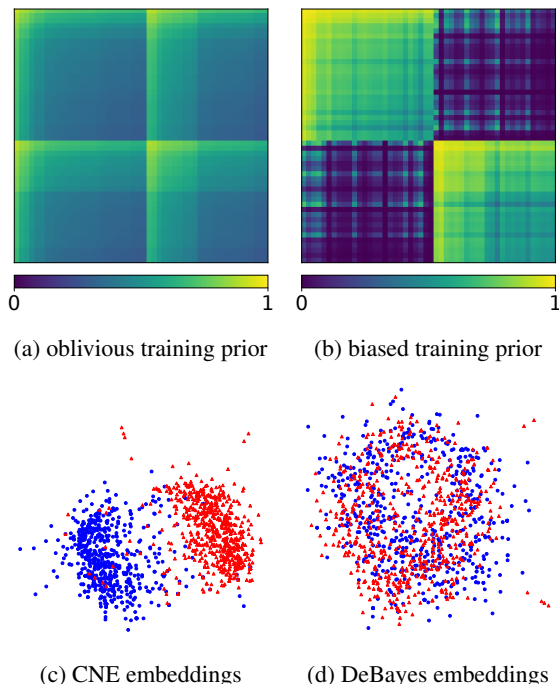 0 1 0 1
(a) oblivious training prior (b) biased training prior
(c) CNE embeddings (d) DeBayes embeddings